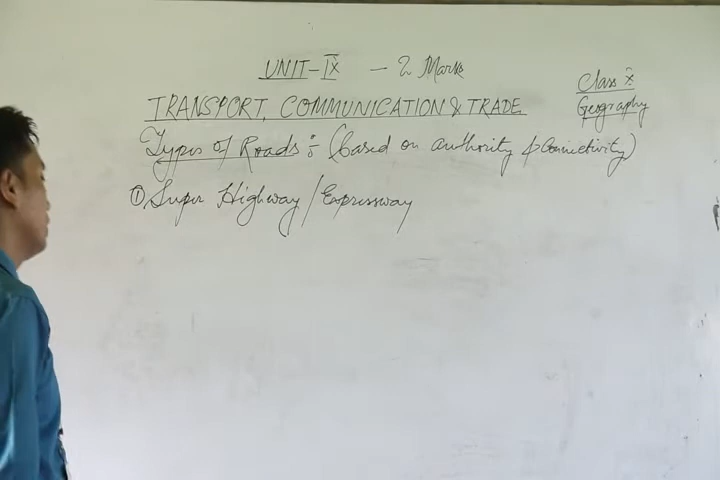 UNIT-IX - 2 Marks
Class X
Geography
TRANSPORT, COMMUNICATION & TRADE
Types of Roads :- (based on authority & Connectivity)
① Super Highway / Expressway